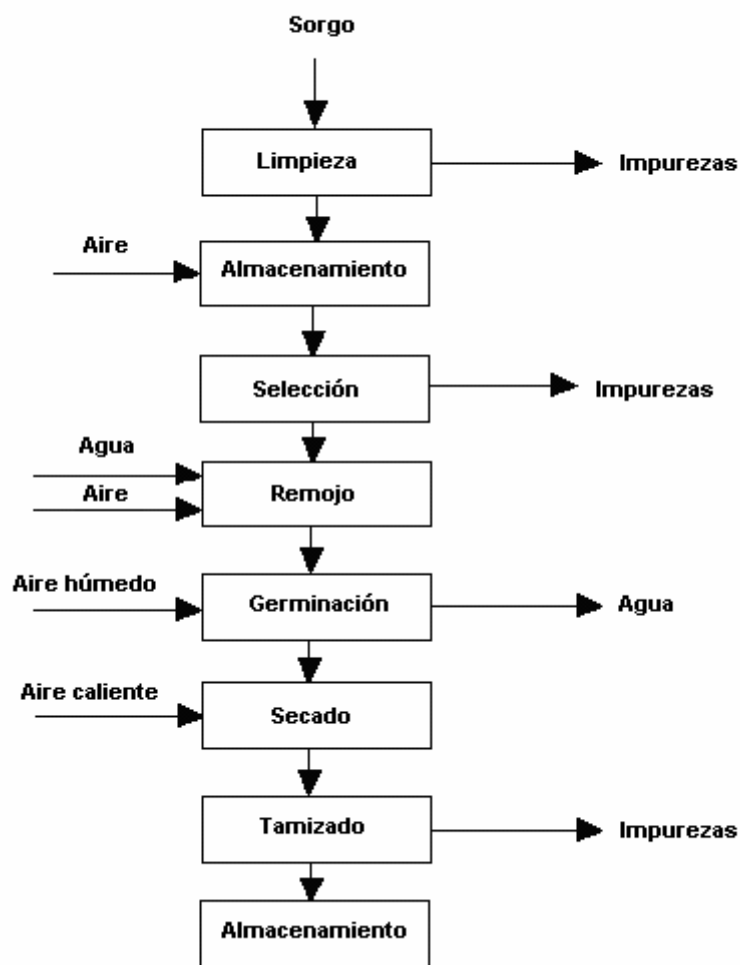 Sorgo
Limpieza
Impurezas
Aire
Almacenamiento
Selección
Impurezas
Agua
Aire
Remojo
Aire húmedo
Germinación
Agua
Aire caliente
Secado
Tamizado
Impurezas
Almacenamiento